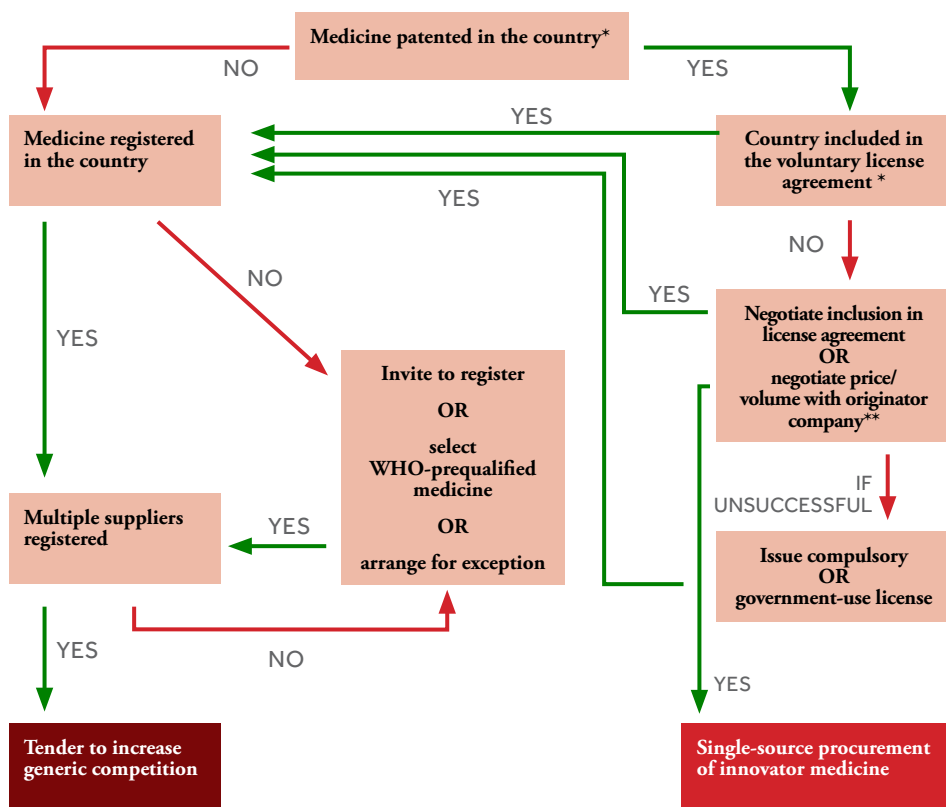 Medicine patented in the country*
NO
YES
Medicine registered
in the country
YES
YES
Country included in
the voluntary license
agreement *
NO
NO
YES
YES
Negotiate inclusion in
license agreement
OR
negotiate price/
volume with originator
company**
Invite to register
OR
select
WHO-prequalified
medicine
OR
arrange for exception
IF
UNSUCCESSFUL
Multiple suppliers
registered
YES
Issue compulsory
OR
government-use license
YES
NO
YES
Tender to increase
generic competition
Single-source procurement
of innovator medicine